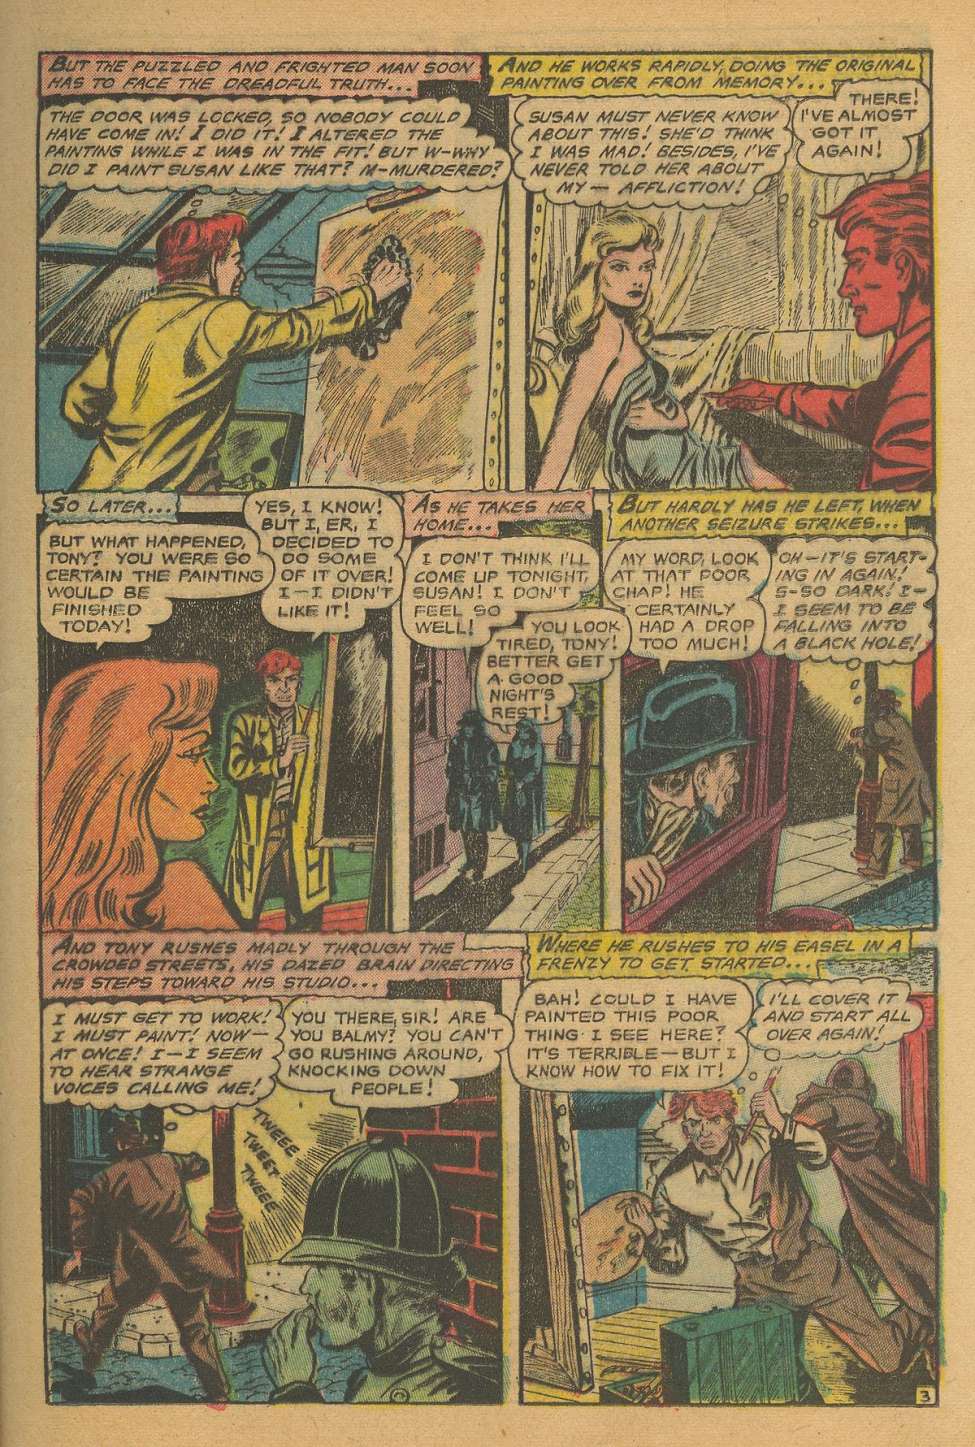 BUT THE PUZZLED AND FRIGHTED MAN SOON
HAS TO FACE THE DREADFUL TRUTH...
THE DOOR WAS LOCKED, SO NOBODY COULD
HAVE COME IN! I DID IT! I ALTERED THE
PAINTING WHILE I WAS IN THE FIT! BUT W-WHY
DID I PAINT SUSAN LIKE THAT? M-MURDERED?
AND HE WORKS RAPIDLY, DOING THE ORIGINAL
PAINTING OVER FROM MEMORY...
SUSAN MUST NEVER KNOW
ABOUT THIS! SHE'D THINK
I WAS MAD! BESIDES, I'VE
NEVER TOLD HER ABOUT
MY — AFFLICTION!
THERE!
I'VE ALMOST
GOT IT
AGAIN!
SO LATER...
BUT WHAT HAPPENED,
TONY? YOU WERE SO
CERTAIN THE PAINTING
WOULD BE
FINISHED
TODAY!
YES, I KNOW!
BUT I, ER, I
DECIDED TO
DO SOME
OF IT OVER!
I—I DIDN'T
LIKE IT!
AS HE TAKES HER
HOME...
I DON'T THINK I'LL
COME UP TONIGHT,
SUSAN! I DON'T
FEEL SO
WELL!
YOU LOOK
TIRED, TONY!
BETTER GET
A GOOD
NIGHT'S
REST!
BUT HARDLY HAS HE LEFT, WHEN
ANOTHER SEIZURE STRIKES...
MY WORD, LOOK
AT THAT POOR
CHAP! HE
CERTAINLY
HAD A DROP
TOO MUCH!
OH—IT'S START-
ING IN AGAIN!
S-SO DARK! I—
I SEEM TO BE
FALLING INTO
A BLACK HOLE!
AND TONY RUSHES MADLY THROUGH THE
CROWDED STREETS, HIS DAZED BRAIN DIRECTING
HIS STEPS TOWARD HIS STUDIO...
I MUST GET TO WORK!
I MUST PAINT! NOW—
AT ONCE! I—I SEEM
TO HEAR STRANGE
VOICES CALLING ME!
YOU THERE, SIR! ARE
YOU BALMY? YOU CAN'T
GO RUSHING AROUND,
KNOCKING DOWN
PEOPLE!
TWEEE
TWEET
TWEEE
WHERE HE RUSHES TO HIS EASEL IN A
FRENZY TO GET STARTED...
BAH! COULD I HAVE
PAINTED THIS POOR
THING I SEE HERE?
IT'S TERRIBLE—BUT I
KNOW HOW TO FIX IT!
I'LL COVER IT
AND START ALL
OVER AGAIN!
3